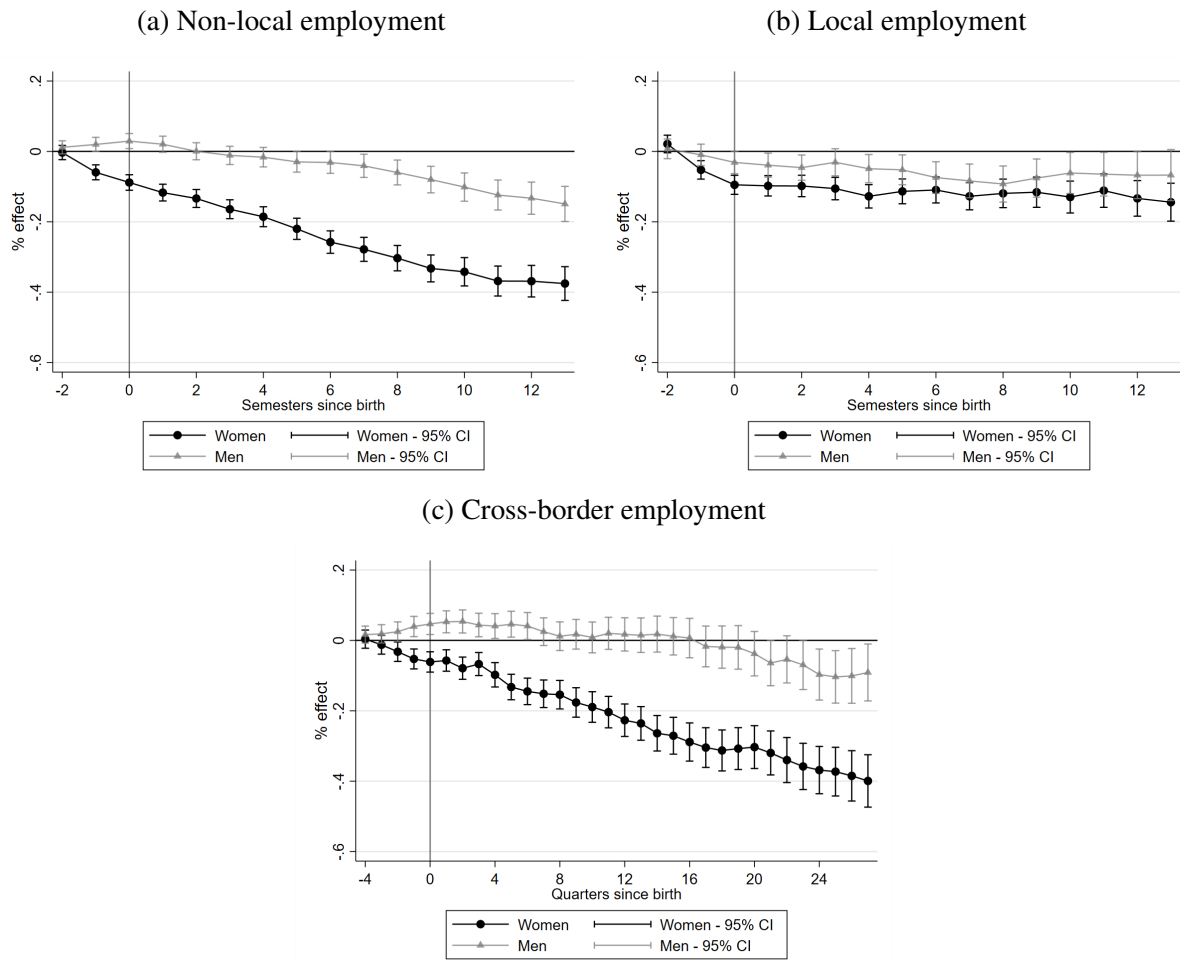 (a) Non-local employment
.2
0
-.2
-.4
-.6
% effect
-2 0 2 4 6 8 10 12
Semesters since birth
Women Women - 95% CI
Men Men - 95% CI
(b) Local employment
.2
0
-.2
-.4
-.6
% effect
-2 0 2 4 6 8 10 12
Semesters since birth
Women Women - 95% CI
Men Men - 95% CI
(c) Cross-border employment
.2
0
-.2
-.4
-.6
% effect
-4 0 4 8 12 16 20 24
Quarters since birth
Women Women - 95% CI
Men Men - 95% CI